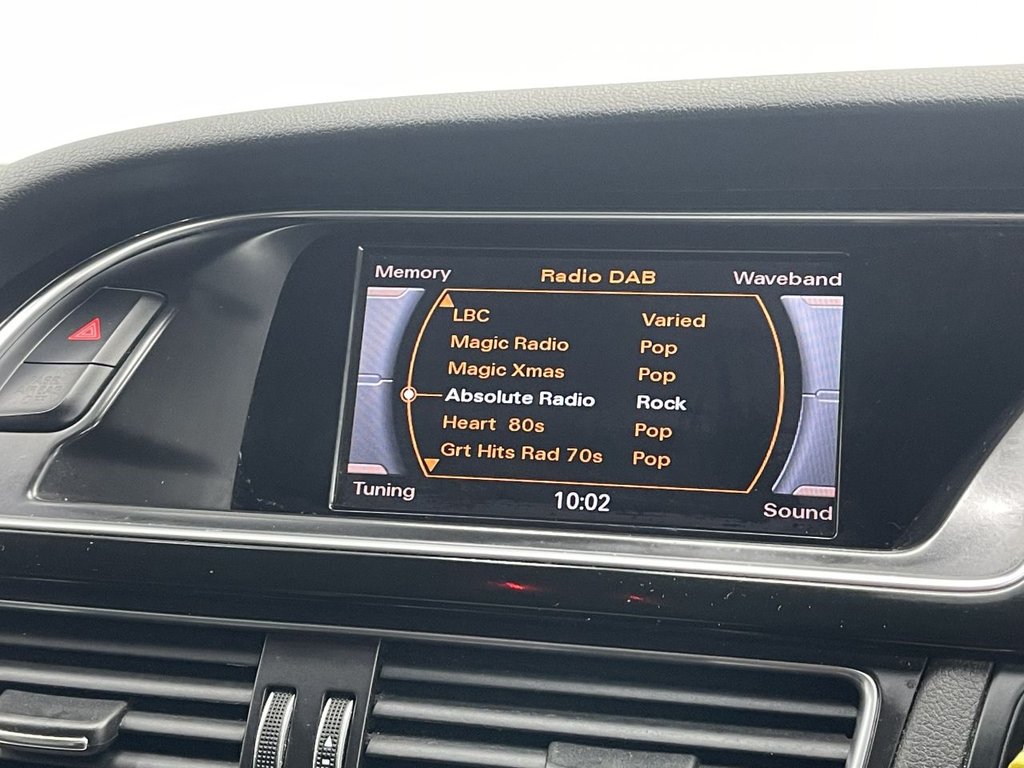 Memory Radio DAB Waveband
LBC Varied
Magic Radio Pop
Magic Xmas Pop
Absolute Radio Rock
Heart 80s Pop
Grt Hits Rad 70s Pop
Tuning 10:02 Sound